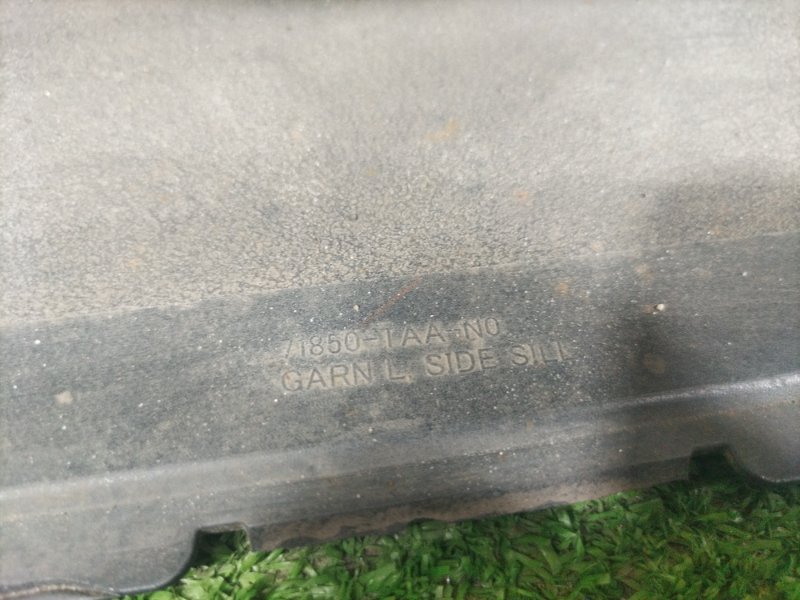 71850-TAA-N0
GARN L, SIDE SILL